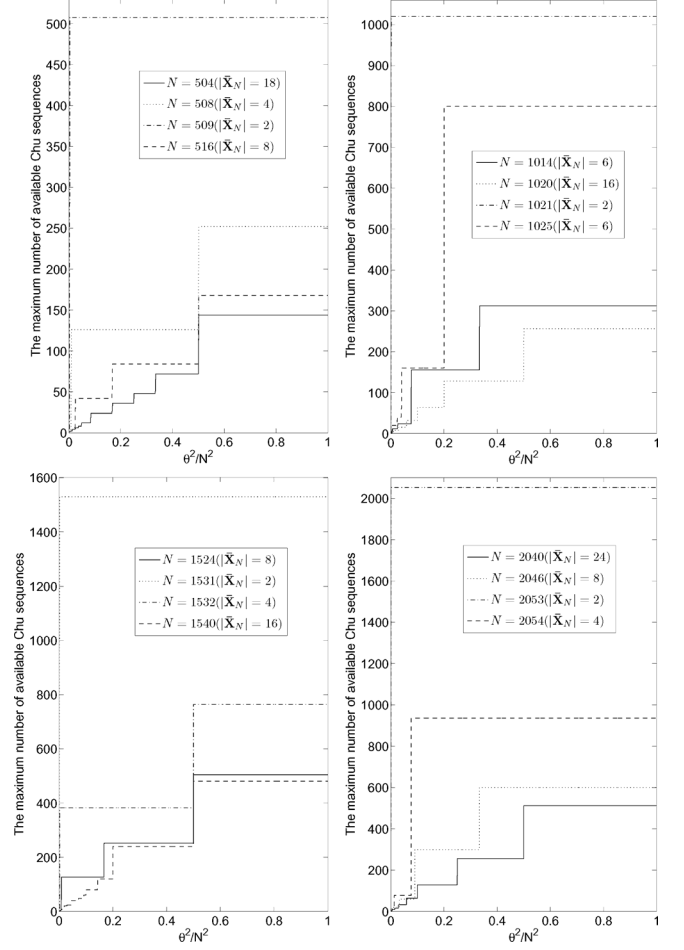 The maximum number of available Chu sequences
500
450
400
350
300
250
200
150
100
50
0
N = 504(|X̄_N| = 18)
N = 508(|X̄_N| = 4)
N = 509(|X̄_N| = 2)
N = 516(|X̄_N| = 8)
0 0.2 0.4 0.6 0.8 1
θ²/N²
The maximum number of available Chu sequences
1000
900
800
700
600
500
400
300
200
100
0
N = 1014(|X̄_N| = 6)
N = 1020(|X̄_N| = 16)
N = 1021(|X̄_N| = 2)
N = 1025(|X̄_N| = 6)
0 0.2 0.4 0.6 0.8 1
θ²/N²
The maximum number of available Chu sequences
1600
1400
1200
1000
800
600
400
200
0
N = 1524(|X̄_N| = 8)
N = 1531(|X̄_N| = 2)
N = 1532(|X̄_N| = 4)
N = 1540(|X̄_N| = 16)
0 0.2 0.4 0.6 0.8 1
θ²/N²
The maximum number of available Chu sequences
2000
1800
1600
1400
1200
1000
800
600
400
200
0
N = 2040(|X̄_N| = 24)
N = 2046(|X̄_N| = 8)
N = 2053(|X̄_N| = 2)
N = 2054(|X̄_N| = 4)
0 0.2 0.4 0.6 0.8 1
θ²/N²